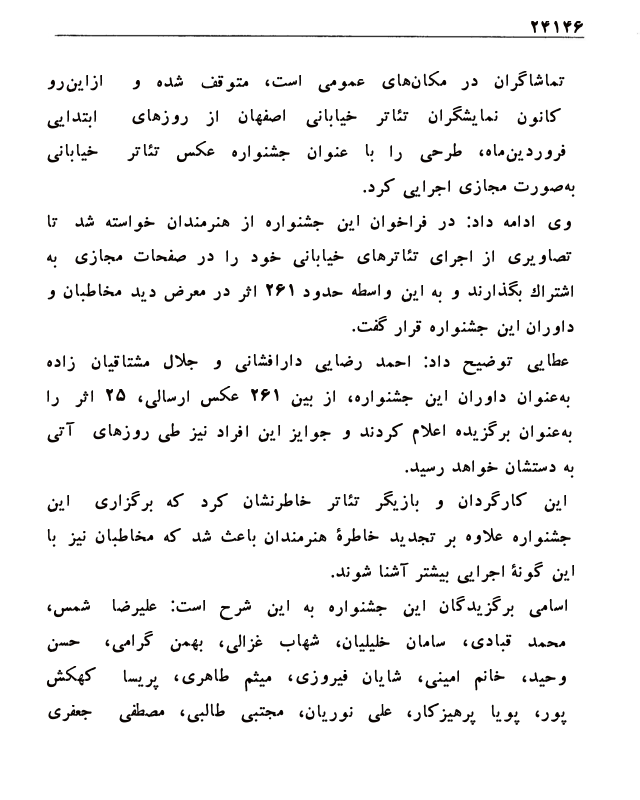 ۲۴۱۴۶
تماشاگران در مکان‌های عمومی است، متوقف شده و ازاین‌رو
کانون نمایشگران تئاتر خیابانی اصفهان از روزهای ابتدایی
فروردین‌ماه، طرحی را با عنوان جشنواره عکس تئاتر خیابانی
به‌صورت مجازی اجرایی کرد.
وی ادامه داد: در فراخوان این جشنواره از هنرمندان خواسته شد تا
تصاویری از اجرای تئاترهای خیابانی خود را در صفحات مجازی به
اشتراك بگذارند و به این واسطه حدود ۲۶۱ اثر در معرض دید مخاطبان و
داوران این جشنواره قرار گفت.
عطایی توضیح داد: احمد رضایی دارافشانی و جلال مشتاقیان زاده
به‌عنوان داوران این جشنواره، از بین ۲۶۱ عکس ارسالی، ۲۵ اثر را
به‌عنوان برگزیده اعلام کردند و جوایز این افراد نیز طی روزهای آتی
به دستشان خواهد رسید.
این کارگردان و بازیگر تئاتر خاطرنشان کرد که برگزاری این
جشنواره علاوه بر تجدید خاطرهٔ هنرمندان باعث شد که مخاطبان نیز با
این گونهٔ اجرایی بیشتر آشنا شوند.
اسامی برگزیدگان این جشنواره به این شرح است: علیرضا شمس،
محمد قبادی، سامان خلیلیان، شهاب غزالی، بهمن گرامی، حسن
وحید، خانم امینی، شایان فیروزی، میثم طاهری، پریسا کهکش
پور، پویا پرهیزکار، علی نوریان، مجتبی طالبی، مصطفی جعفری